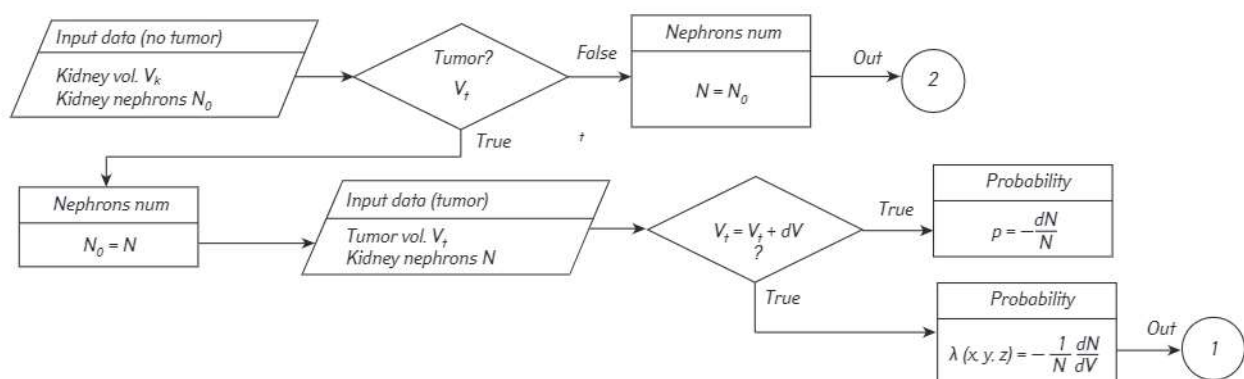 Input data (no tumor)
Kidney vol. Vₖ
Kidney nephrons N₀
Tumor?
Vₜ
False
True
Nephrons num
N = N₀
Out
2
t
Nephrons num
N₀ = N
Input data (tumor)
Tumor vol. Vₜ
Kidney nephrons N
Vₜ = Vₜ + dV
?
True
True
Probability
p = − dN/N
Probability
λ (x. y. z) = − 1/N dN/dV
Out
1